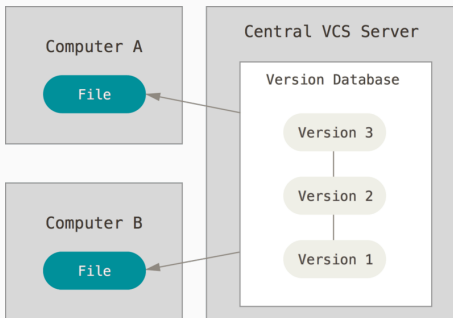 Computer A
File
Computer B
File
Central VCS Server
Version Database
Version 3
Version 2
Version 1